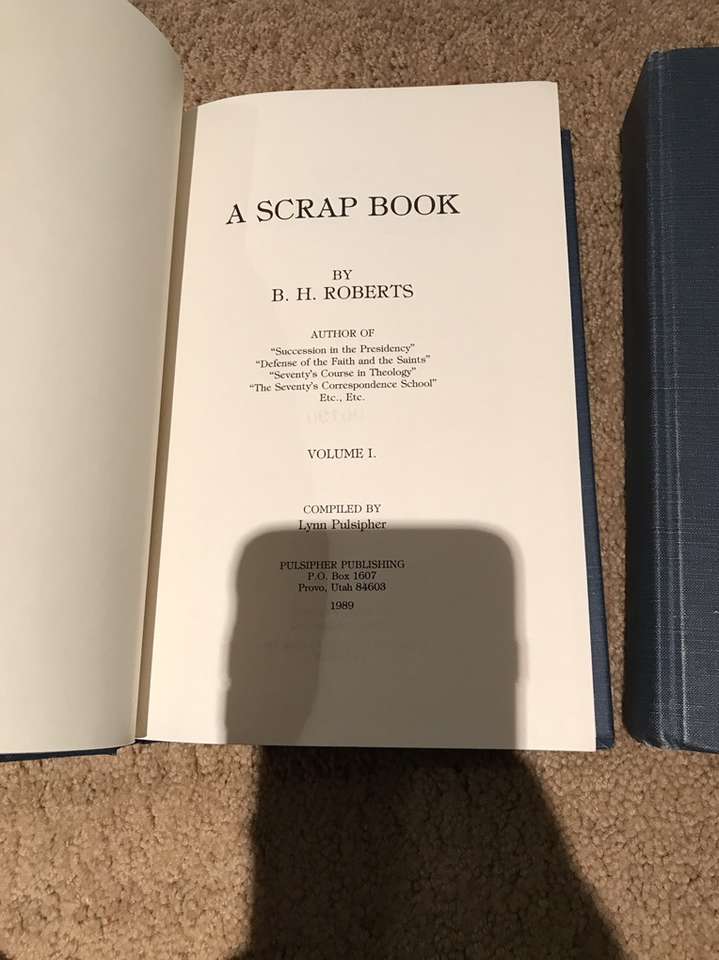 A SCRAP BOOK
BY
B. H. ROBERTS
AUTHOR OF
“Succession in the Presidency”
“Defense of the Faith and the Saints”
“Seventy’s Course in Theology”
“The Seventy’s Correspondence School”
Etc., Etc.
VOLUME I.
COMPILED BY
Lynn Pulsipher
PULSIPHER PUBLISHING
P.O. Box 1607
Provo, Utah 84603
1989